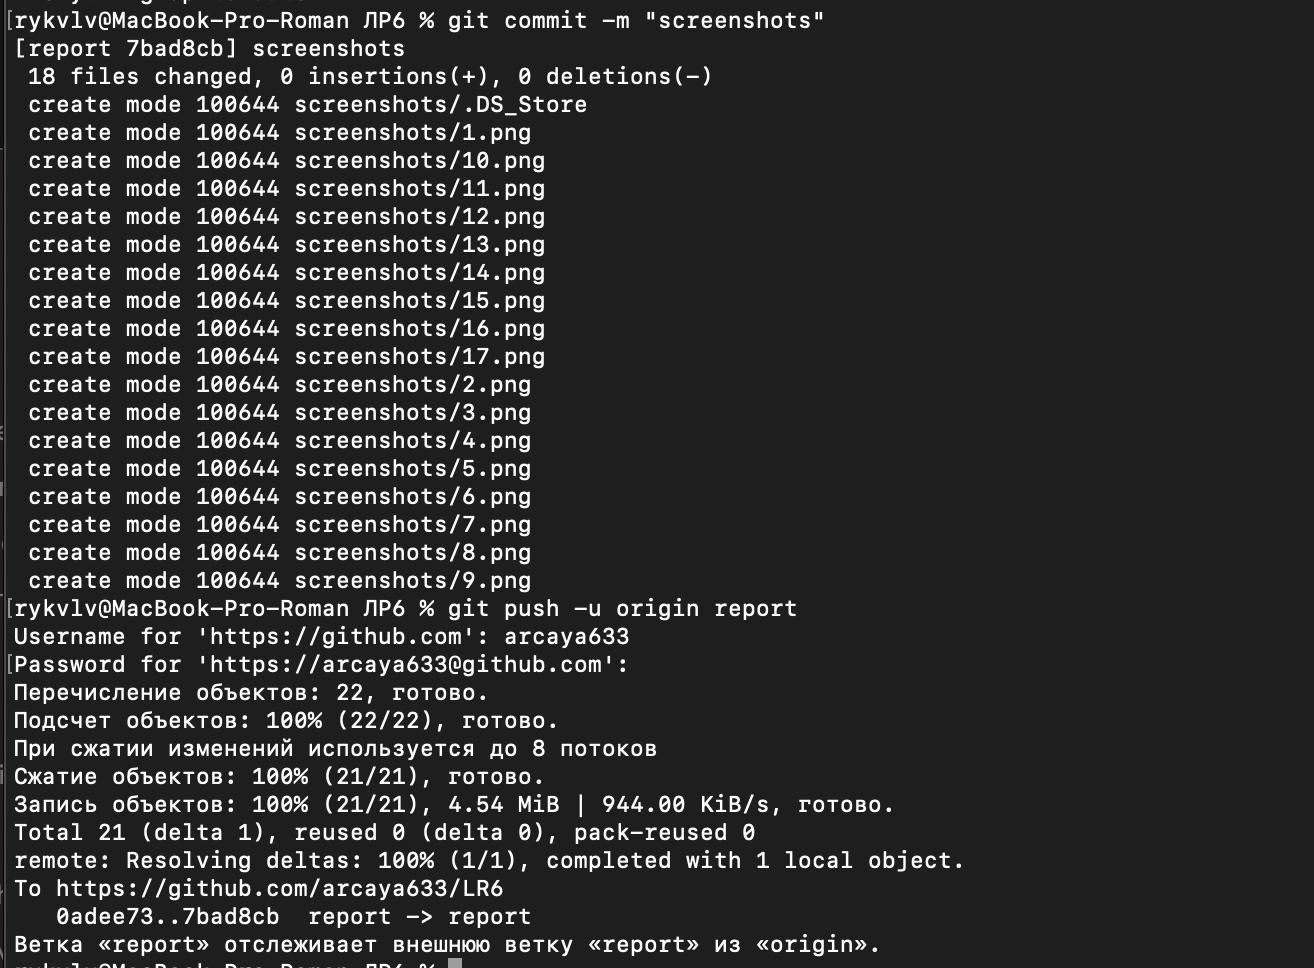 [rykvlv@MacBook-Pro-Roman ЛР6 % git commit -m "screenshots"
[report 7bad8cb] screenshots
18 files changed, 0 insertions(+), 0 deletions(-)
create mode 100644 screenshots/.DS_Store
create mode 100644 screenshots/1.png
create mode 100644 screenshots/10.png
create mode 100644 screenshots/11.png
create mode 100644 screenshots/12.png
create mode 100644 screenshots/13.png
create mode 100644 screenshots/14.png
create mode 100644 screenshots/15.png
create mode 100644 screenshots/16.png
create mode 100644 screenshots/17.png
create mode 100644 screenshots/2.png
create mode 100644 screenshots/3.png
create mode 100644 screenshots/4.png
create mode 100644 screenshots/5.png
create mode 100644 screenshots/6.png
create mode 100644 screenshots/7.png
create mode 100644 screenshots/8.png
create mode 100644 screenshots/9.png
[rykvlv@MacBook-Pro-Roman ЛР6 % git push -u origin report
Username for 'https://github.com': arcaya633
[Password for 'https://arcaya633@github.com':
Перечисление объектов: 22, готово.
Подсчет объектов: 100% (22/22), готово.
При сжатии изменений используется до 8 потоков
Сжатие объектов: 100% (21/21), готово.
Запись объектов: 100% (21/21), 4.54 MiB | 944.00 KiB/s, готово.
Total 21 (delta 1), reused 0 (delta 0), pack-reused 0
remote: Resolving deltas: 100% (1/1), completed with 1 local object.
To https://github.com/arcaya633/LR6
0adee73..7bad8cb report -> report
Ветка «report» отслеживает внешнюю ветку «report» из «origin».
rykvlv@MacBook-Pro-Roman ЛР6 %